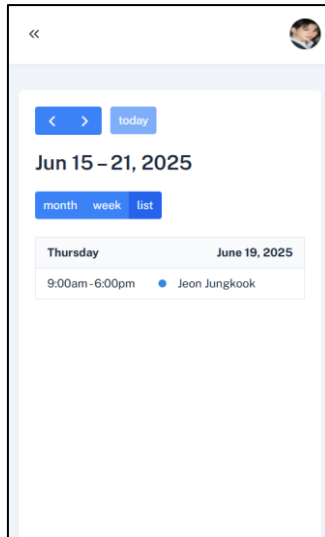 «
today
Jun 15 – 21, 2025
month week list
Thursday June 19, 2025
9:00am - 6:00pm Jeon Jungkook